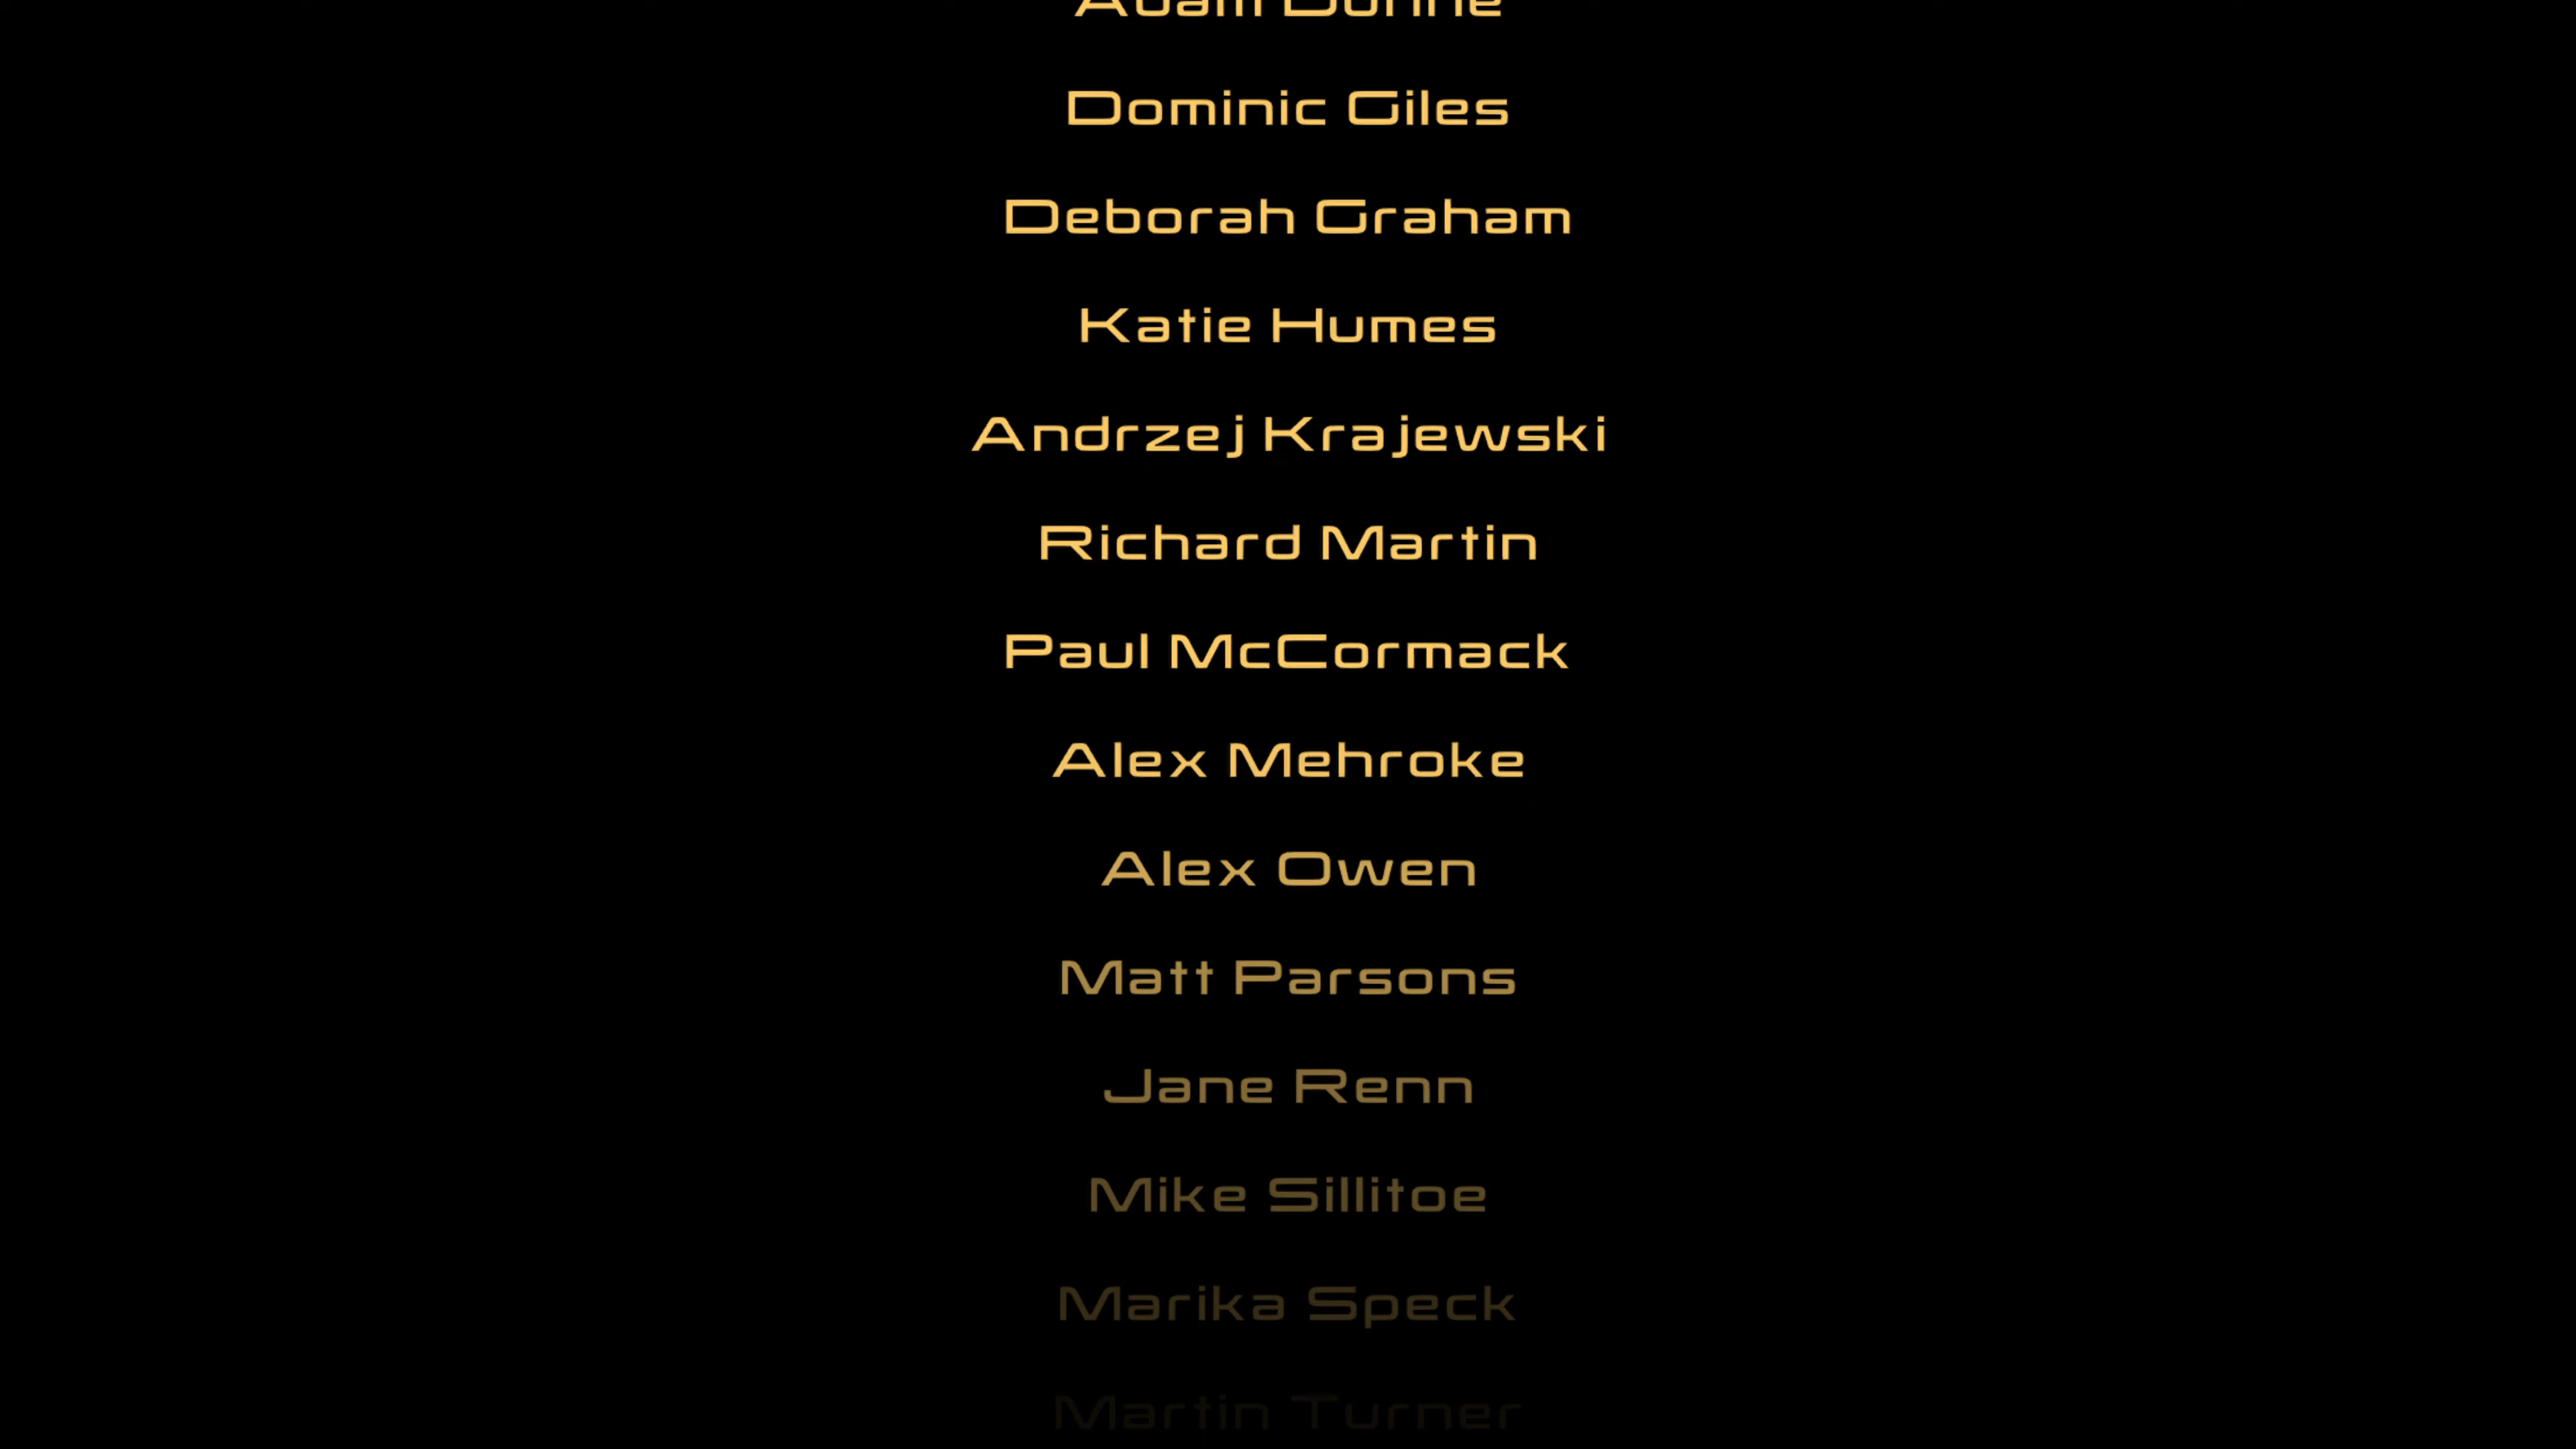 Dominic Giles
Deborah Graham
Katie Humes
Andrzej Krajewski
Richard Martin
Paul McCormack
Alex Mehroke
Alex Owen
Matt Parsons
Jane Renn
Mike Sillitoe
Marika Speck
Martin Turner